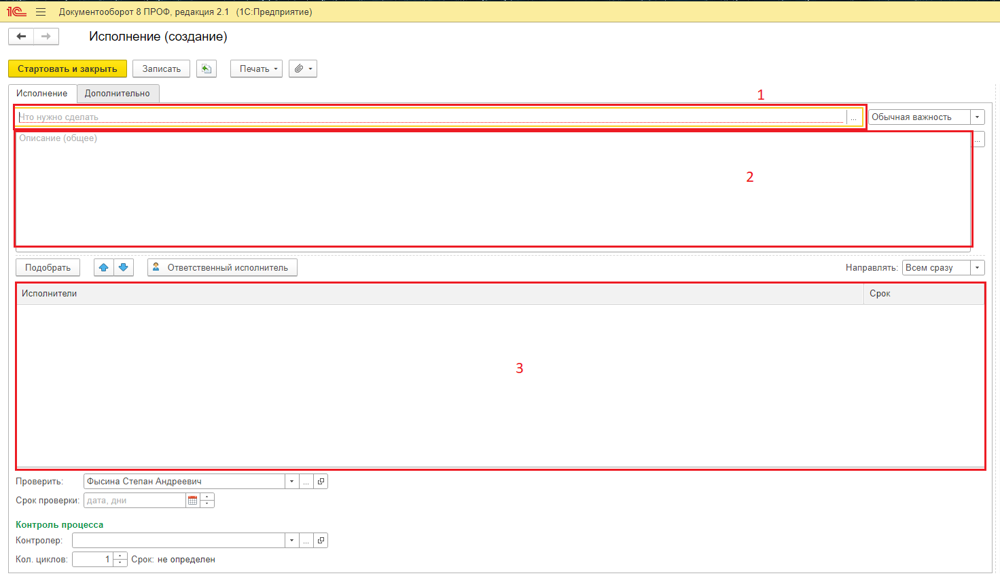 1С Документооборот 8 ПРОФ, редакция 2.1 (1С:Предприятие)
Исполнение (создание)
Стартовать и закрыть Записать Печать
Исполнение Дополнительно
1
Что нужно сделать ... Обычная важность
Описание (общее) ...
2
Подобрать Ответственный исполнитель Направлять: Всем сразу
Исполнители Срок
3
Проверить: Фысина Степан Андреевич ...
Срок проверки: дата, дни
Контроль процесса
Контролер: ...
Кол. циклов: 1 Срок: не определен